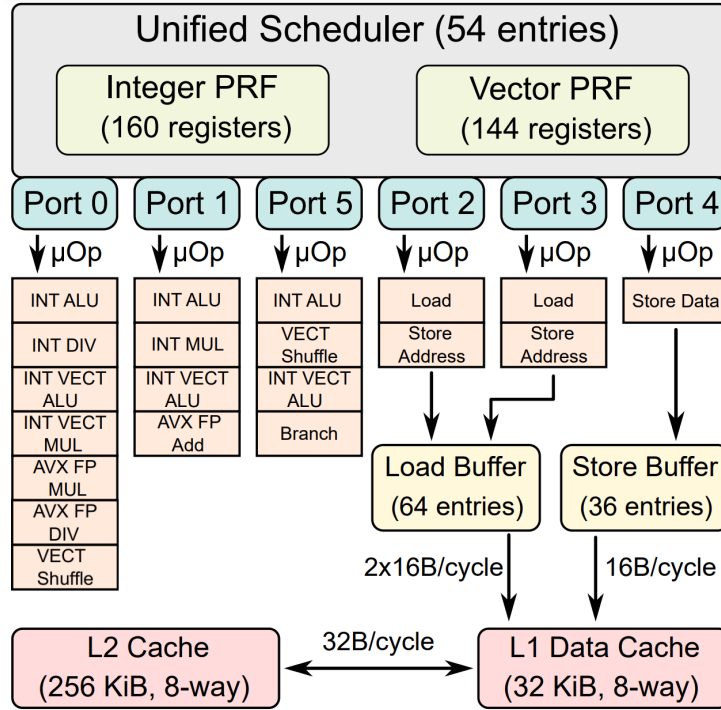 Unified Scheduler (54 entries)
Integer PRF
(160 registers)
Vector PRF
(144 registers)
Port 0
Port 1
Port 5
Port 2
Port 3
Port 4
μOp
μOp
μOp
μOp
μOp
μOp
INT ALU
INT DIV
INT VECT
ALU
INT VECT
MUL
AVX FP
MUL
AVX FP
DIV
VECT
Shuffle
INT ALU
INT MUL
INT VECT
ALU
AVX FP
Add
INT ALU
VECT
Shuffle
INT VECT
ALU
Branch
Load
Store
Address
Load
Store
Address
Store Data
Load Buffer
(64 entries)
Store Buffer
(36 entries)
2x16B/cycle
16B/cycle
L2 Cache
(256 KiB, 8-way)
32B/cycle
L1 Data Cache
(32 KiB, 8-way)